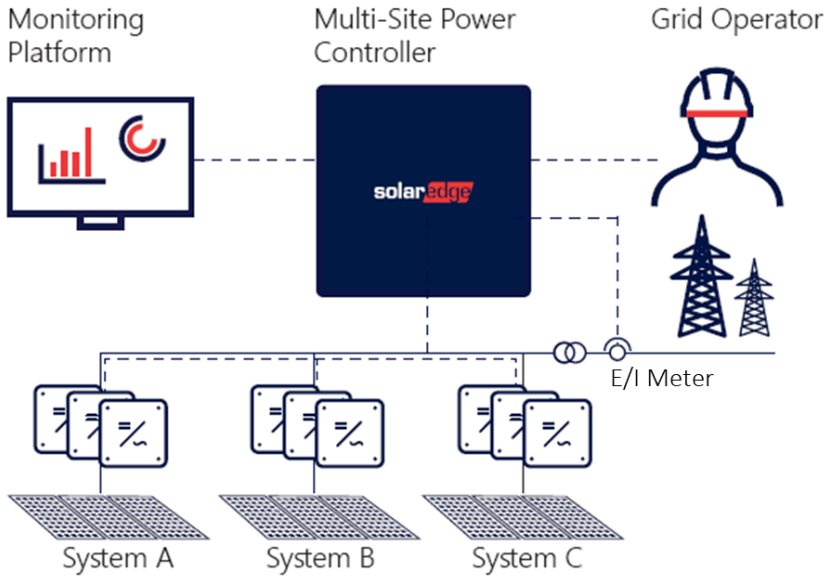 Monitoring
Platform
Multi-Site Power
Controller
Grid Operator
solaredge
E/I Meter
System A
System B
System C